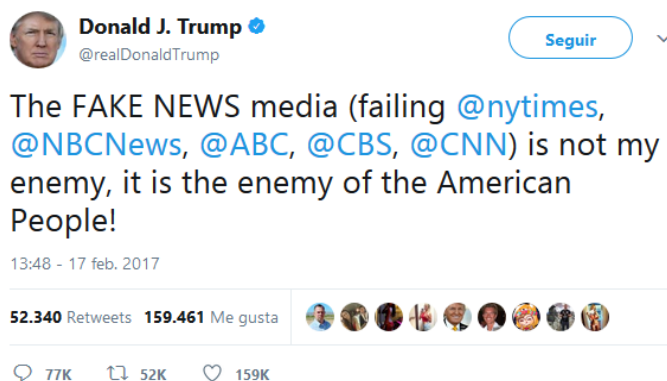 Donald J. Trump
@realDonaldTrump
Seguir
The FAKE NEWS media (failing @nytimes,
@NBCNews, @ABC, @CBS, @CNN) is not my
enemy, it is the enemy of the American
People!
13:48 - 17 feb. 2017
52.340 Retweets 159.461 Me gusta
77K 52K 159K